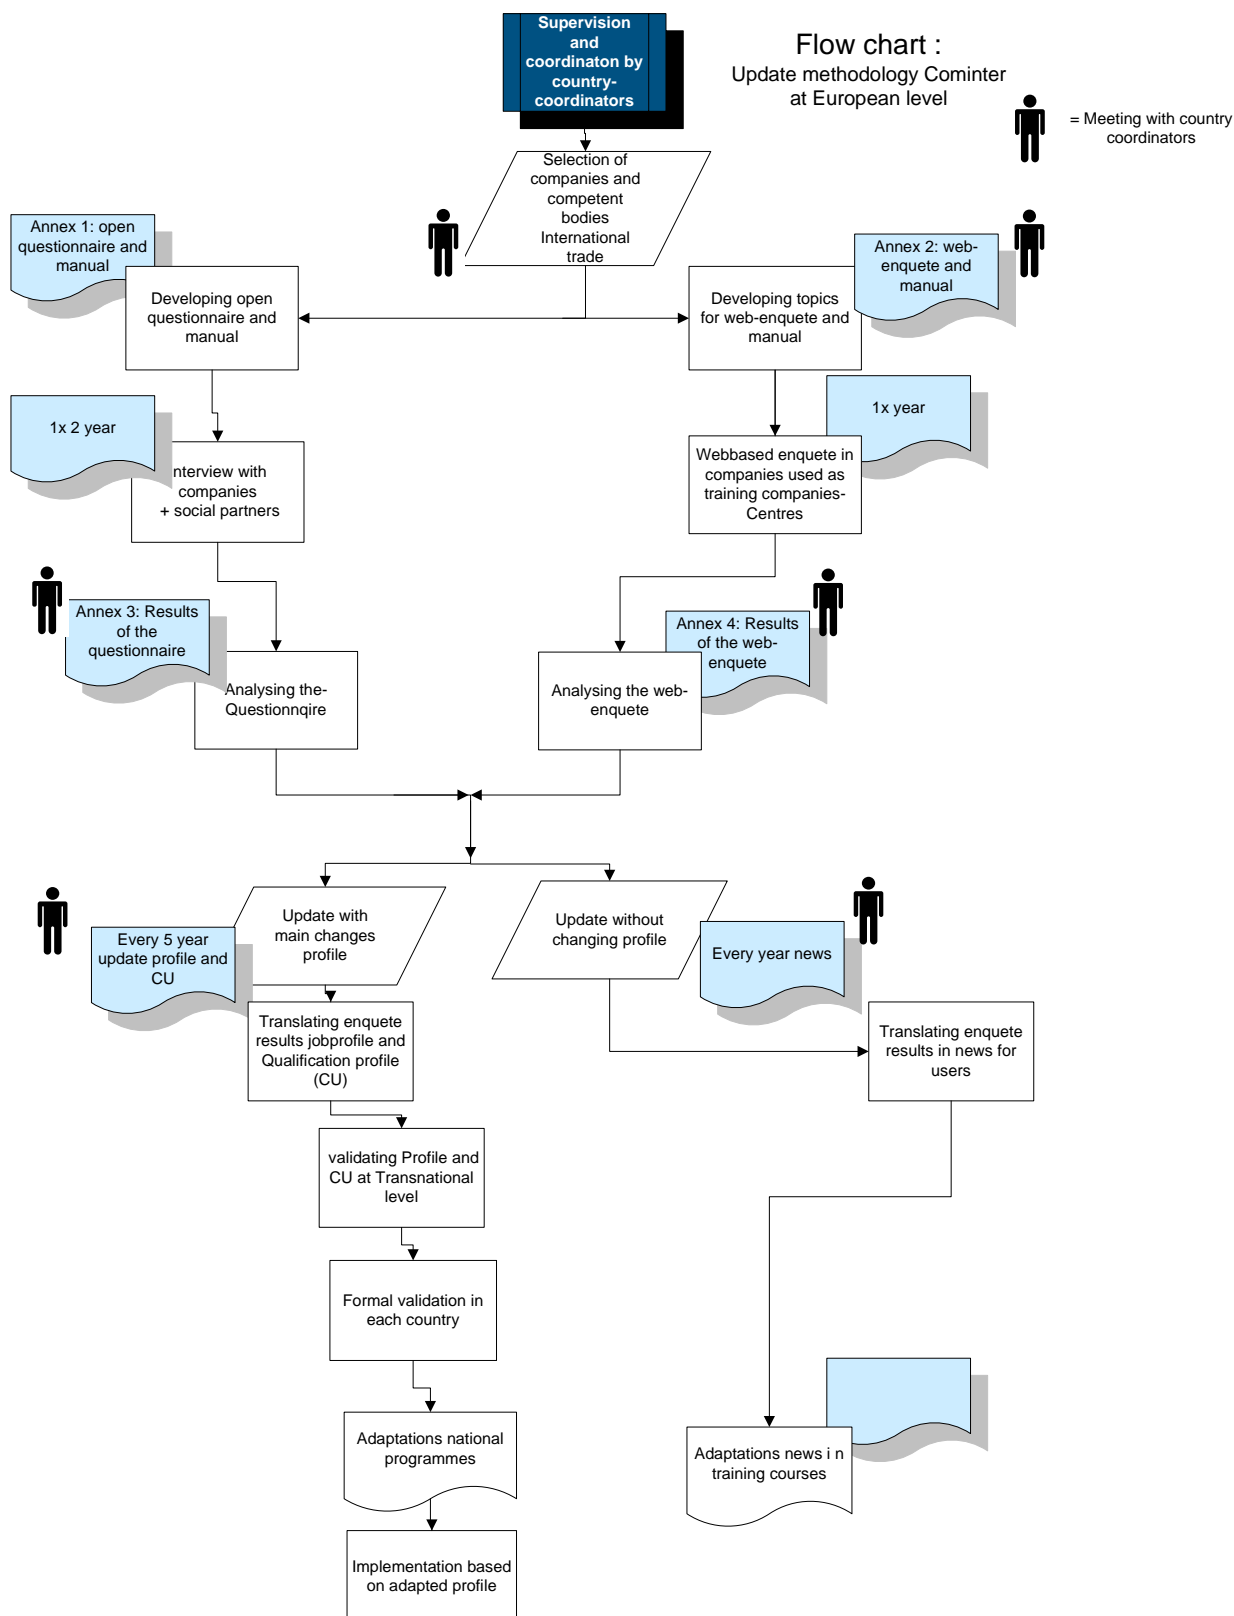 Supervision
and
coordinaton by
country-
coordinators
Flow chart :
Update methodology Cominter
at European level
= Meeting with country
coordinators
Selection of
companies and
competent
bodies
International
trade
Annex 1: open
questionnaire and
manual
Annex 2: web-
enquete and
manual
Developing open
questionnaire and
manual
Developing topics
for web-enquete and
manual
1x 2 year
1x year
nterview with
companies
+ social partners
Webbased enquete in
companies used as
training companies-
Centres
Annex 3: Results
of the
questionnaire
Annex 4: Results
of the web-
enquete
Analysing the-
Questionnqire
Analysing the web-
enquete
Update with
main changes
profile
Update without
changing profile
Every 5 year
update profile and
CU
Every year news
Translating enquete
results jobprofile and
Qualification profile
(CU)
Translating enquete
results in news for
users
validating Profile and
CU at Transnational
level
Formal validation in
each country
Adaptations national
programmes
Adaptations news i n
training courses
Implementation based
on adapted profile